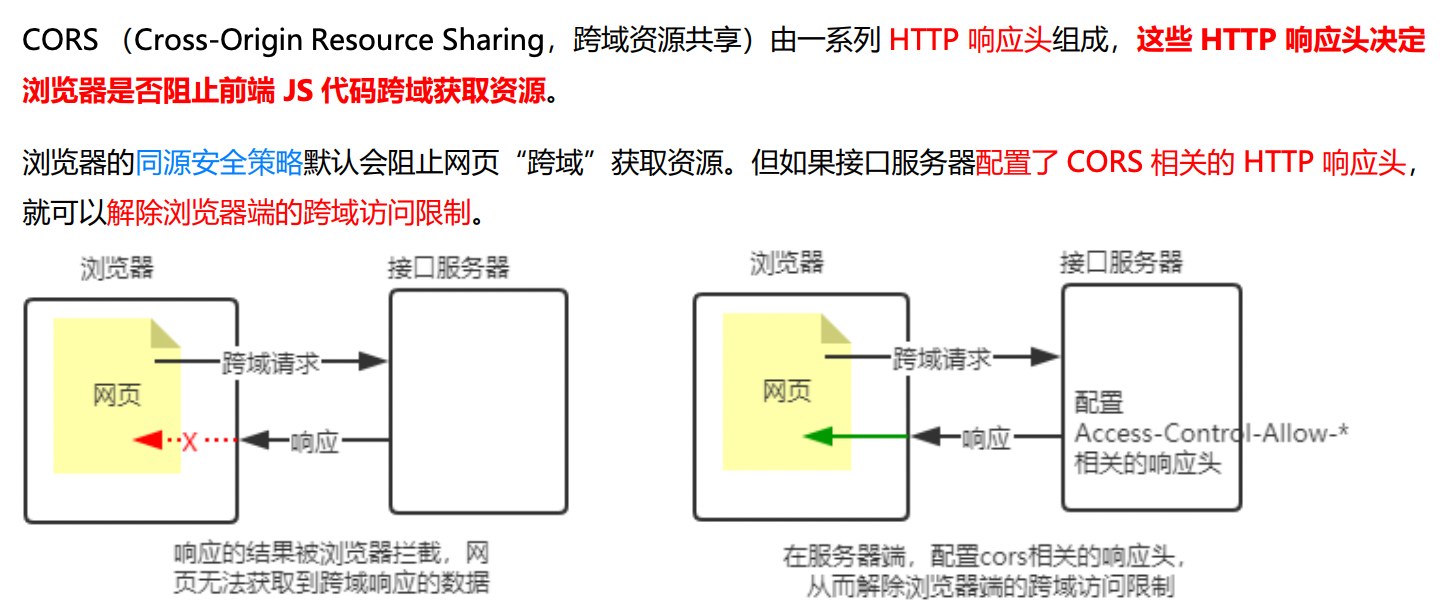 CORS （Cross-Origin Resource Sharing，跨域资源共享）由一系列 HTTP 响应头组成，这些 HTTP 响应头决定
浏览器是否阻止前端 JS 代码跨域获取资源。
浏览器的同源安全策略默认会阻止网页“跨域”获取资源。但如果接口服务器配置了 CORS 相关的 HTTP 响应头，
就可以解除浏览器端的跨域访问限制。
浏览器
接口服务器
跨域请求
网页
X
响应
响应的结果被浏览器拦截，网
页无法获取到跨域响应的数据
浏览器
接口服务器
跨域请求
网页
响应
配置
Access-Control-Allow-*
相关的响应头
在服务器端，配置cors相关的响应头，
从而解除浏览器端的跨域访问限制